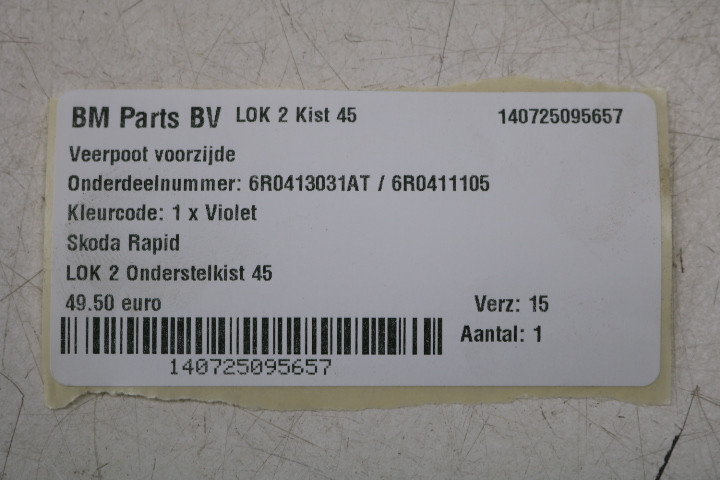 BM Parts BV LOK 2 Kist 45 140725095657
Veerpoot voorzijde
Onderdeelnummer: 6R0413031AT / 6R0411105
Kleurcode: 1 x Violet
Skoda Rapid
LOK 2 Onderstelkist 45
49.50 euro Verz: 15
Aantal: 1
140725095657